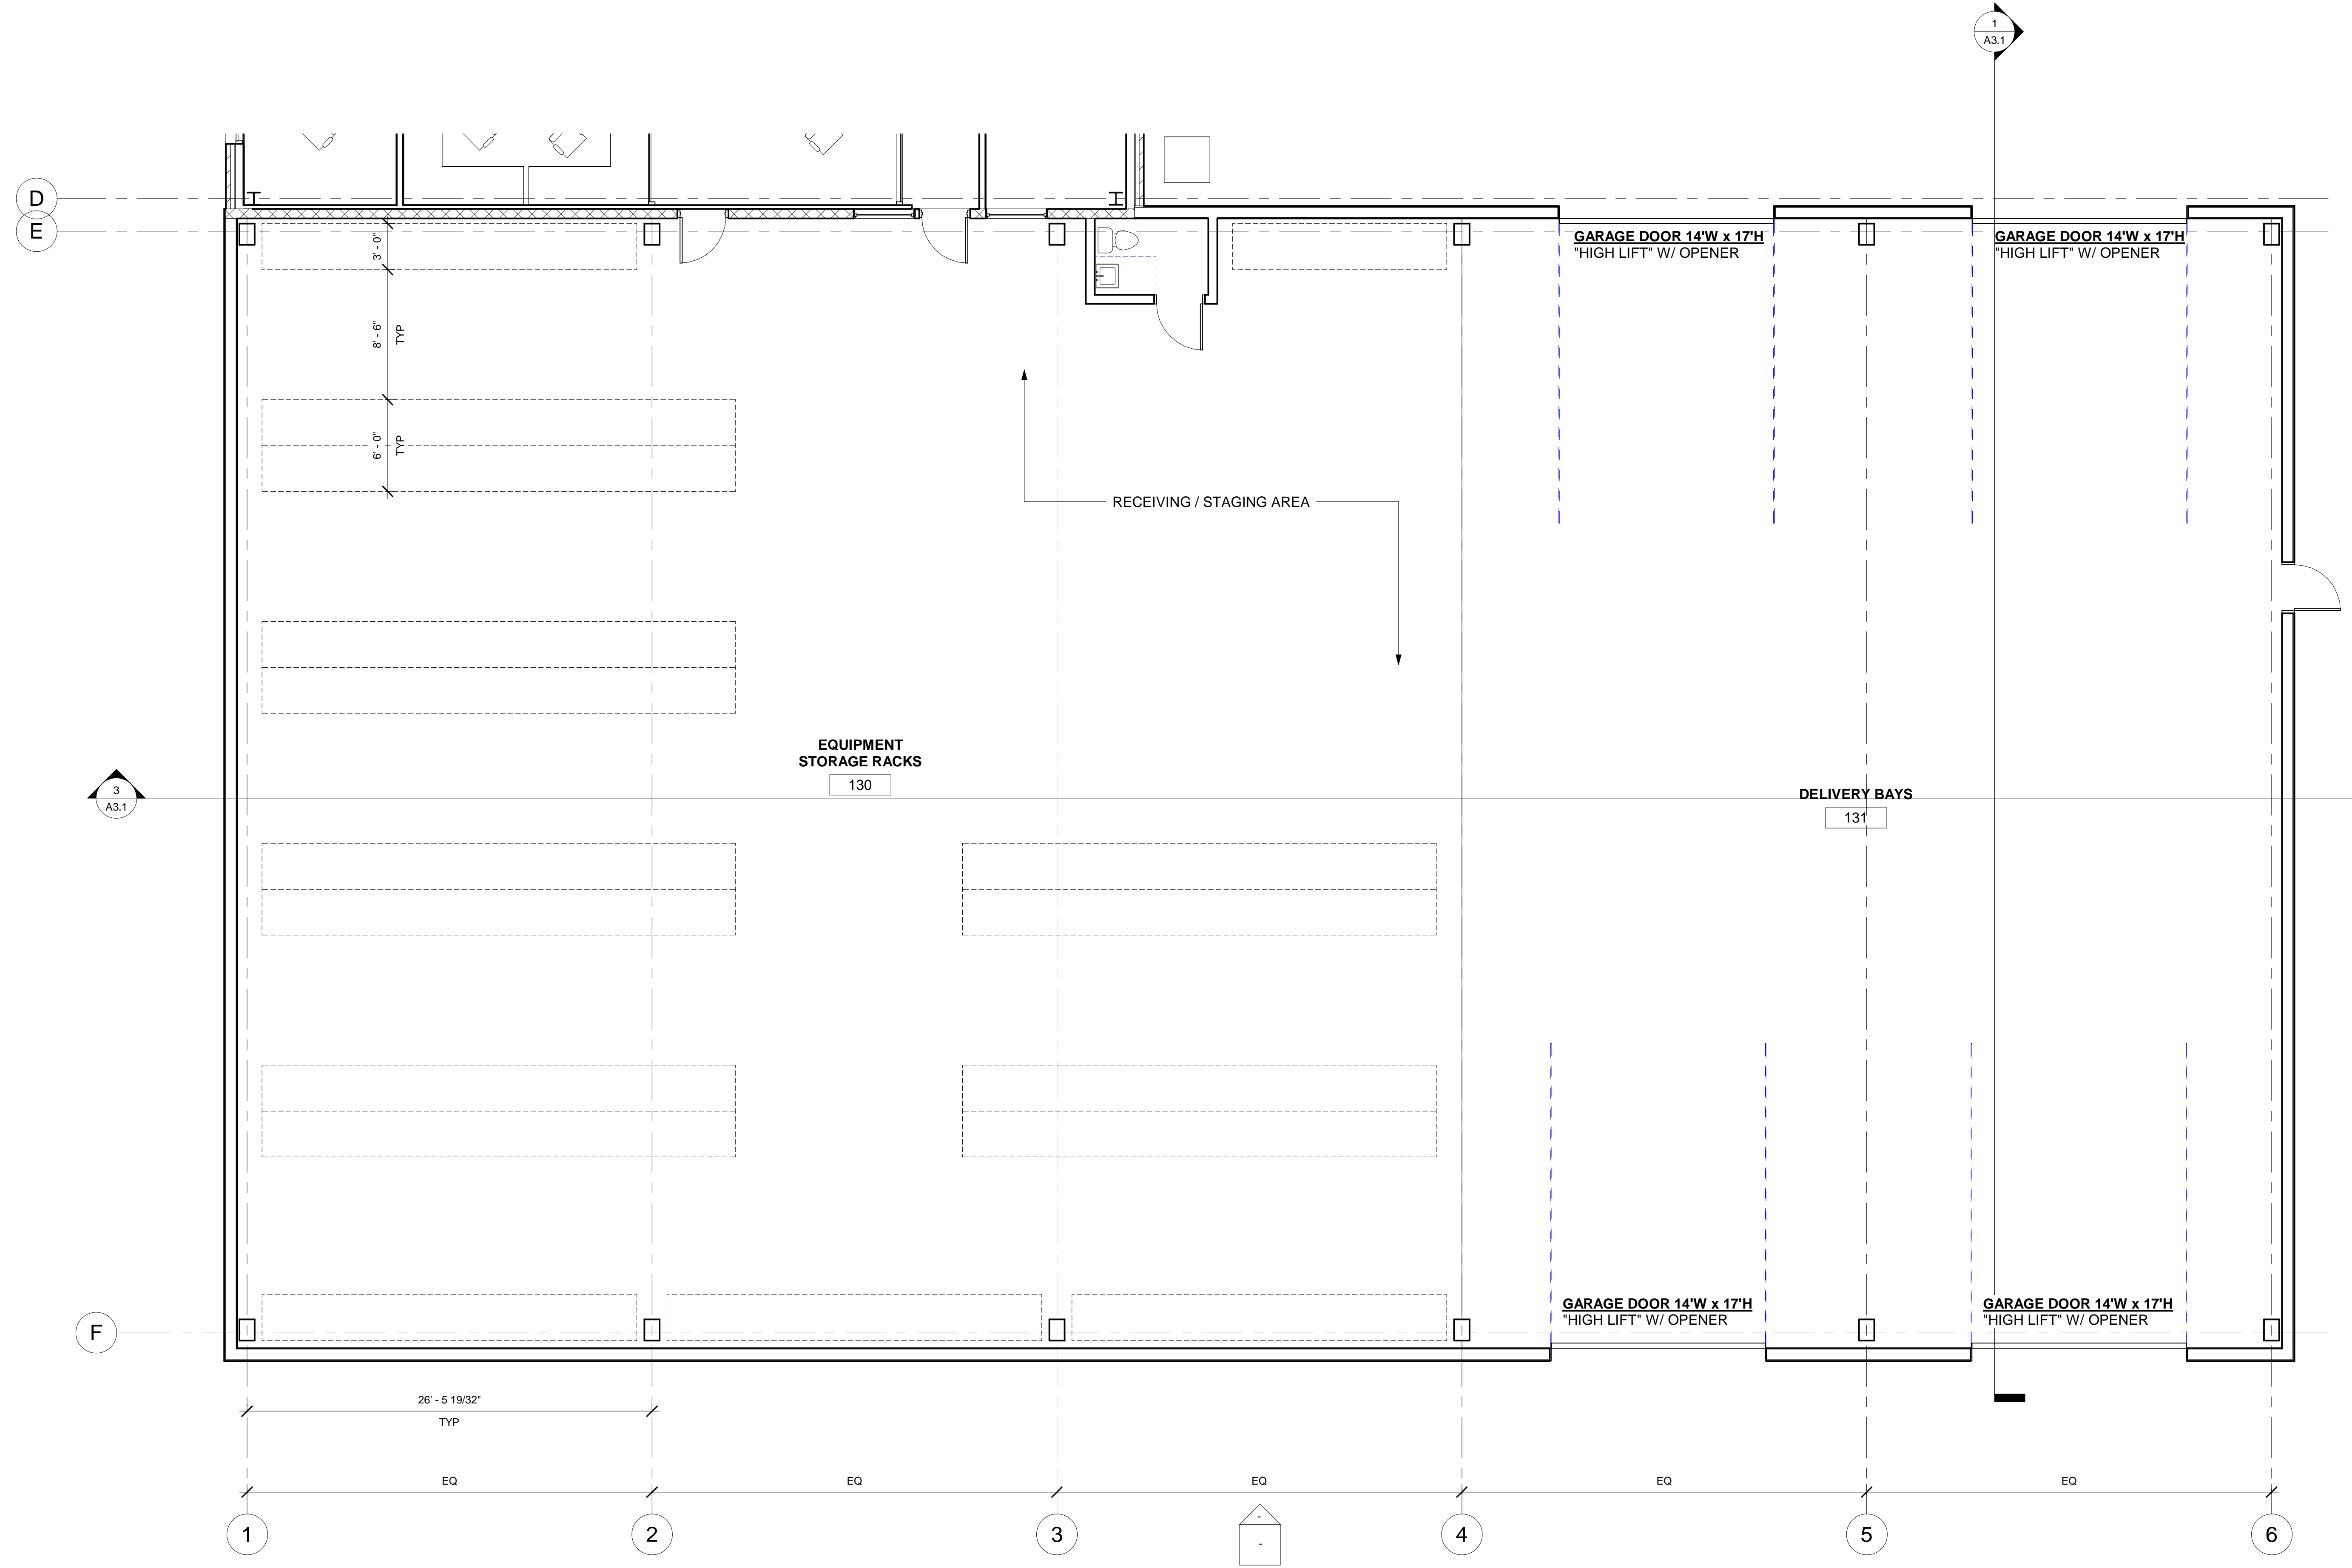 1
A3.1
D
E
GARAGE DOOR 14'W x 17'H
"HIGH LIFT" W/ OPENER
GARAGE DOOR 14'W x 17'H
"HIGH LIFT" W/ OPENER
3' - 0"
8' - 6"
TYP
6' - 0"
TYP
RECEIVING / STAGING AREA
EQUIPMENT
STORAGE RACKS
130
3
A3.1
DELIVERY BAYS
131
GARAGE DOOR 14'W x 17'H
"HIGH LIFT" W/ OPENER
GARAGE DOOR 14'W x 17'H
"HIGH LIFT" W/ OPENER
F
26' - 5 19/32"
TYP
EQ
EQ
EQ
EQ
EQ
-
-
1
2
3
4
5
6